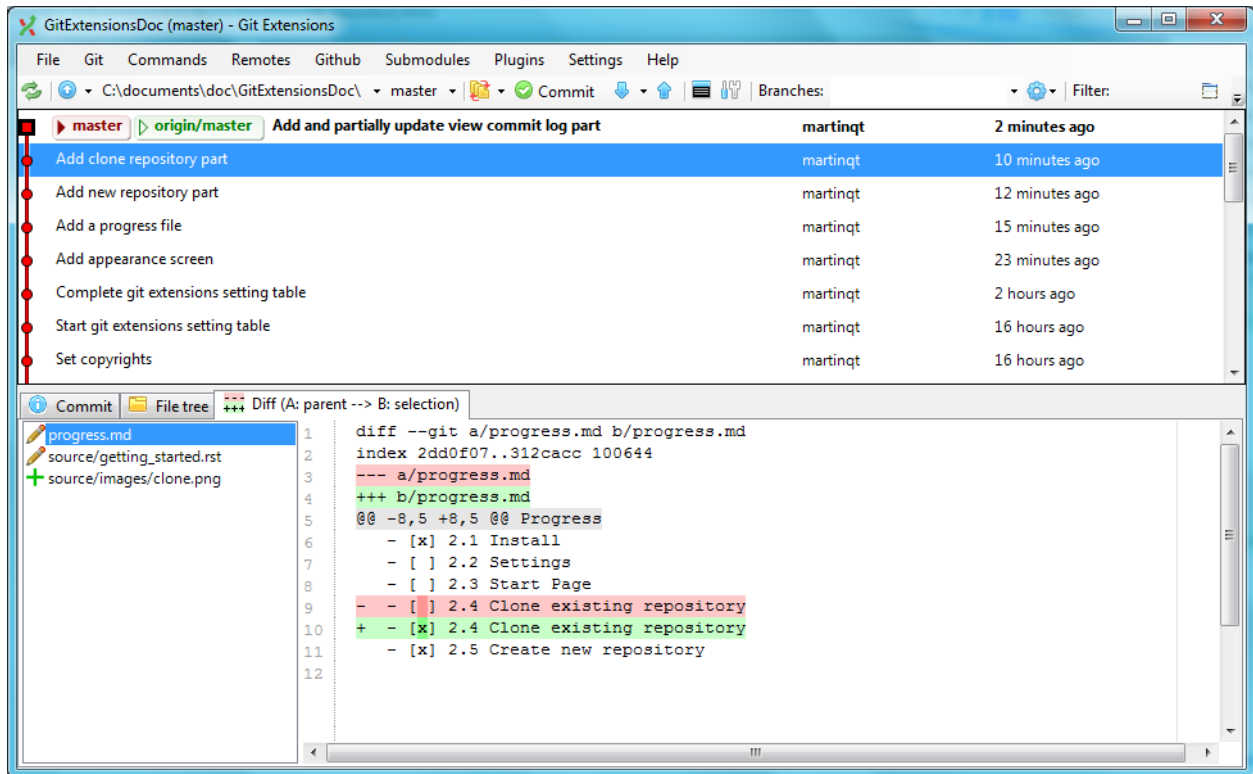 GitExtensionsDoc (master) - Git Extensions
File Git Commands Remotes Github Submodules Plugins Settings Help
C:\documents\doc\GitExtensionsDoc\ master Commit Branches: Filter:
master origin/master Add and partially update view commit log part martinqt 2 minutes ago
Add clone repository part martinqt 10 minutes ago
Add new repository part martinqt 12 minutes ago
Add a progress file martinqt 15 minutes ago
Add appearance screen martinqt 23 minutes ago
Complete git extensions setting table martinqt 2 hours ago
Start git extensions setting table martinqt 16 hours ago
Set copyrights martinqt 16 hours ago
Commit File tree Diff (A: parent --> B: selection)
progress.md
source/getting_started.rst
source/images/clone.png
1 diff --git a/progress.md b/progress.md
2 index 2dd0f07..312cacc 100644
3 --- a/progress.md
4 +++ b/progress.md
5 @@ -8,5 +8,5 @@ Progress
6 - [x] 2.1 Install
7 - [ ] 2.2 Settings
8 - [ ] 2.3 Start Page
9 - - [ ] 2.4 Clone existing repository
10 + - [x] 2.4 Clone existing repository
11 - [x] 2.5 Create new repository
12